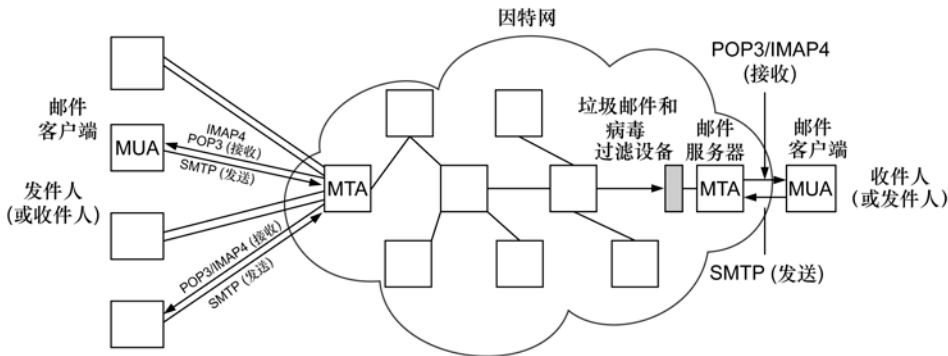 因特网
POP3/IMAP4
(接收)
邮件
客户端
MUA
IMAP4
POP3 (接收)
SMTP (发送)
发件人
(或收件人)
POP3/IMAP4 (接收)
SMTP (发送)
MTA
垃圾邮件和
病毒
过滤设备
邮件
服务器
MTA
邮件
客户端
MUA
收件人
(或发件人)
SMTP (发送)